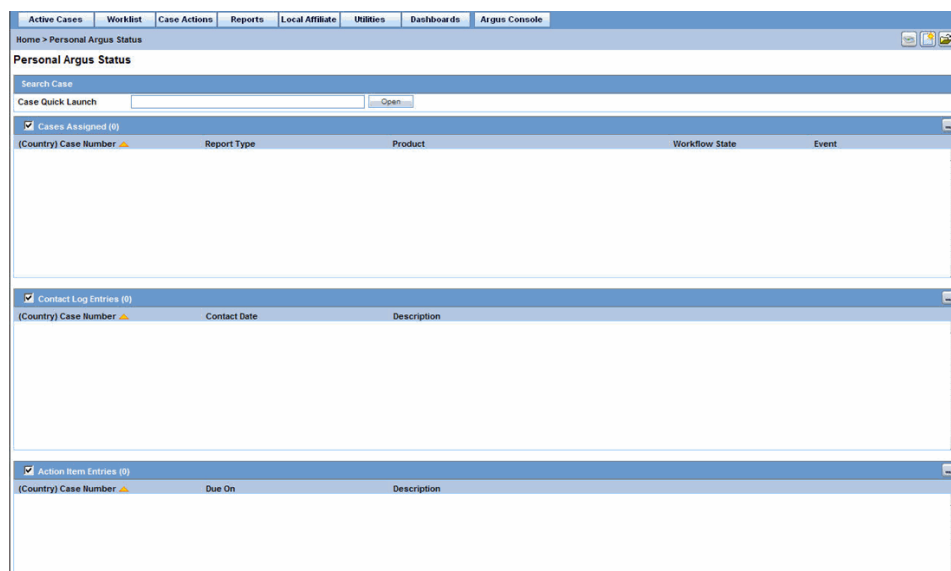 Active Cases Worklist Case Actions Reports Local Affiliate Utilities Dashboards Argus Console
Home > Personal Argus Status
Personal Argus Status
Search Case
Case Quick Launch Open
Cases Assigned (0)
(Country) Case Number Report Type Product Workflow State Event
Contact Log Entries (0)
(Country) Case Number Contact Date Description
Action Item Entries (0)
(Country) Case Number Due On Description